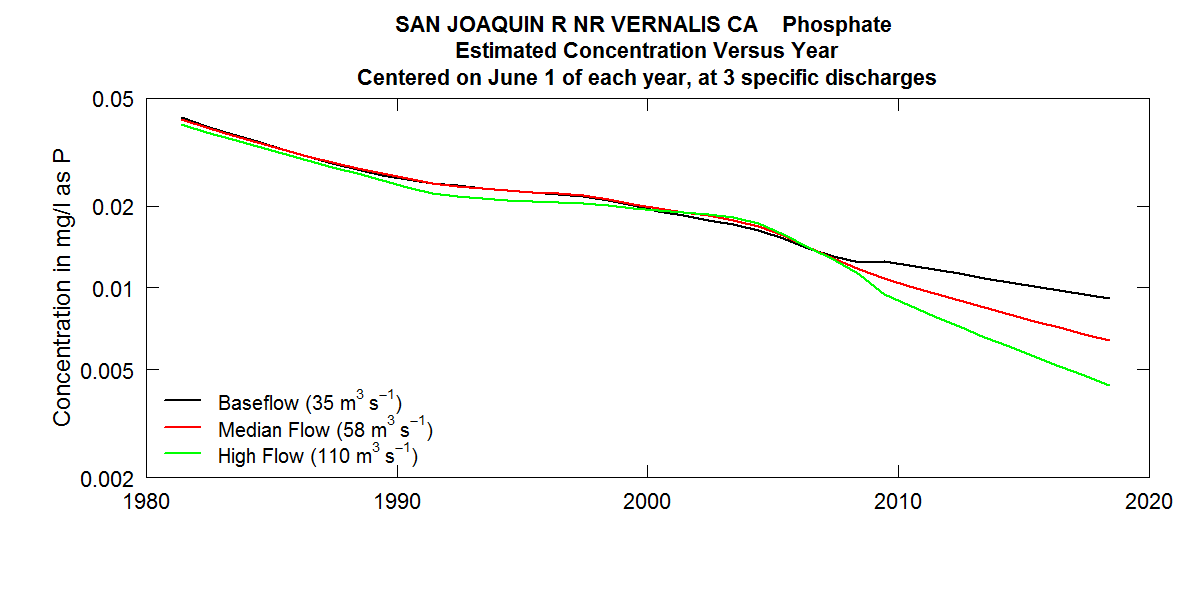 SAN JOAQUIN R NR VERNALIS CA    Phosphate
Estimated Concentration Versus Year
Centered on June 1 of each year, at 3 specific discharges
Concentration in mg/l as P
0.05
0.02
0.01
0.005
0.002
Baseflow (35 m³ s⁻¹)
Median Flow (58 m³ s⁻¹)
High Flow (110 m³ s⁻¹)
1980 1990 2000 2010 2020